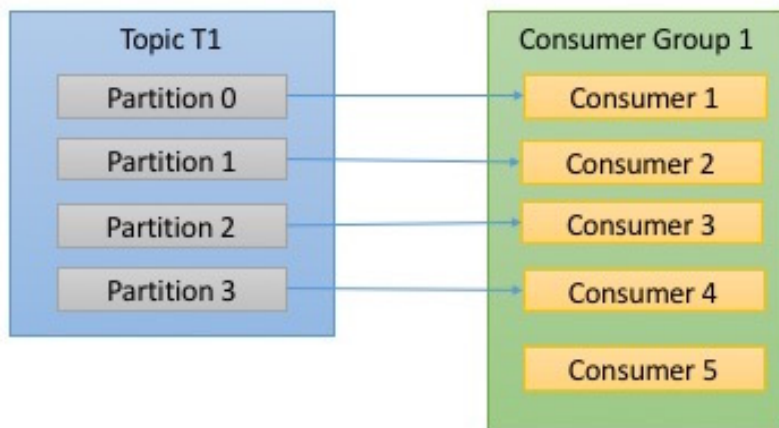 Topic T1
Partition 0
Partition 1
Partition 2
Partition 3
Consumer Group 1
Consumer 1
Consumer 2
Consumer 3
Consumer 4
Consumer 5